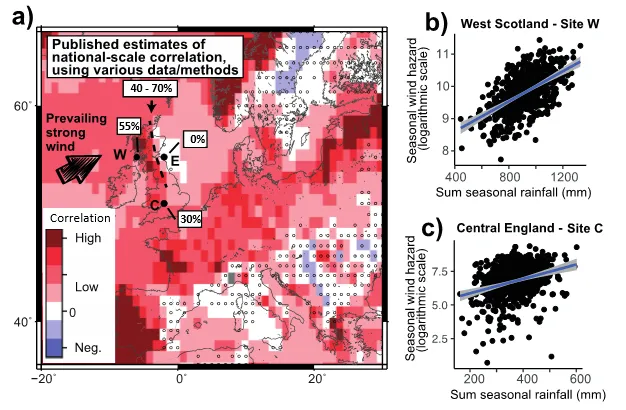 a)
Published estimates of
national-scale correlation,
using various data/methods
40 - 70%
60°
Prevailing
strong
wind
55%
0%
W
E
C
30%
Correlation
High
Low
0
Neg.
40°
−20°
0°
20°
b)
West Scotland - Site W
Seasonal wind hazard
(logarithmic scale)
11
10
9
8
400
800
1200
Sum seasonal rainfall (mm)
c)
Central England - Site C
Seasonal wind hazard
(logarithmic scale)
7.5
5.0
2.5
200
400
600
Sum seasonal rainfall (mm)